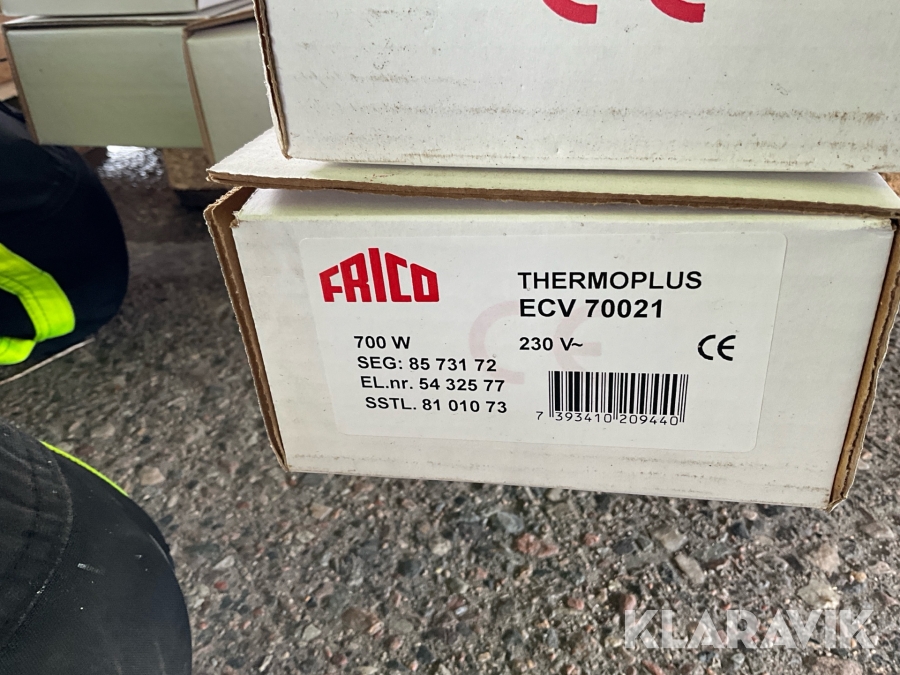 FRICO
THERMOPLUS
ECV 70021
700 W
230 V~
CE
SEG: 85 731 72
EL.nr. 54 325 77
SSTL. 81 010 73
7 393410 209440
KLARAVIK